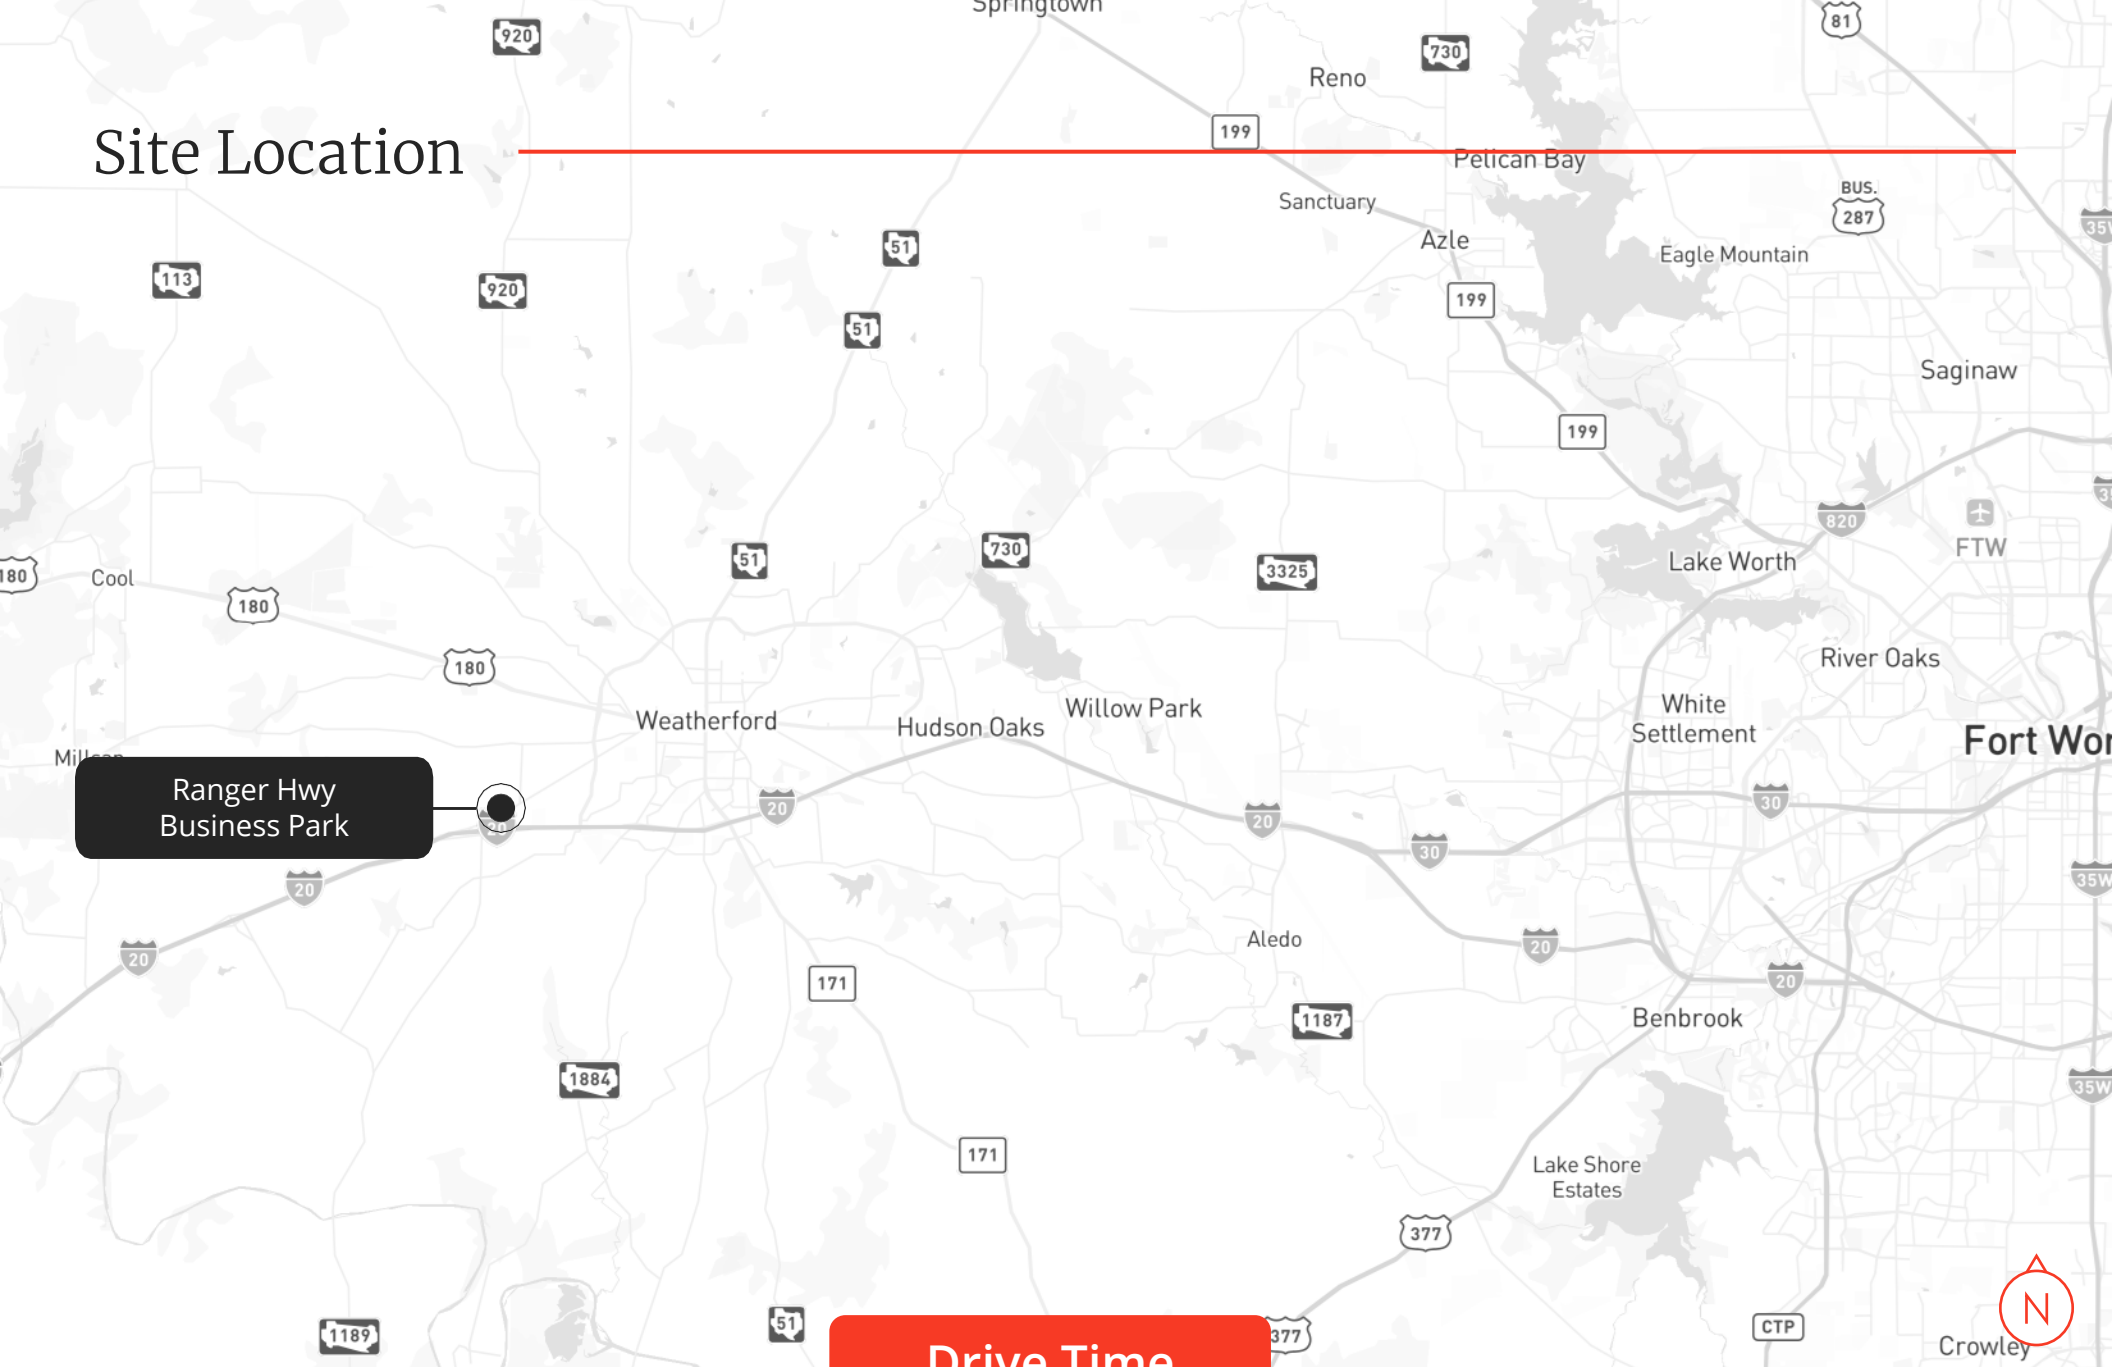 Springtown
920
730
81
Reno
199
Site Location
Pelican Bay
BUS.
287
Sanctuary
35W
Azle
51
Eagle Mountain
113
920
199
51
Saginaw
199
820
FTW
51
730
3325
Lake Worth
180
Cool
180
180
River Oaks
White
Settlement
Weatherford
Hudson Oaks
Willow Park
Fort Wor
Ranger Hwy
Business Park
20
20
20
30
30
20
20
35W
Aledo
20
20
171
1187
Benbrook
1884
35W
171
Lake Shore
Estates
377
51
1189
377
CTP
N
Crowley
Drive Time